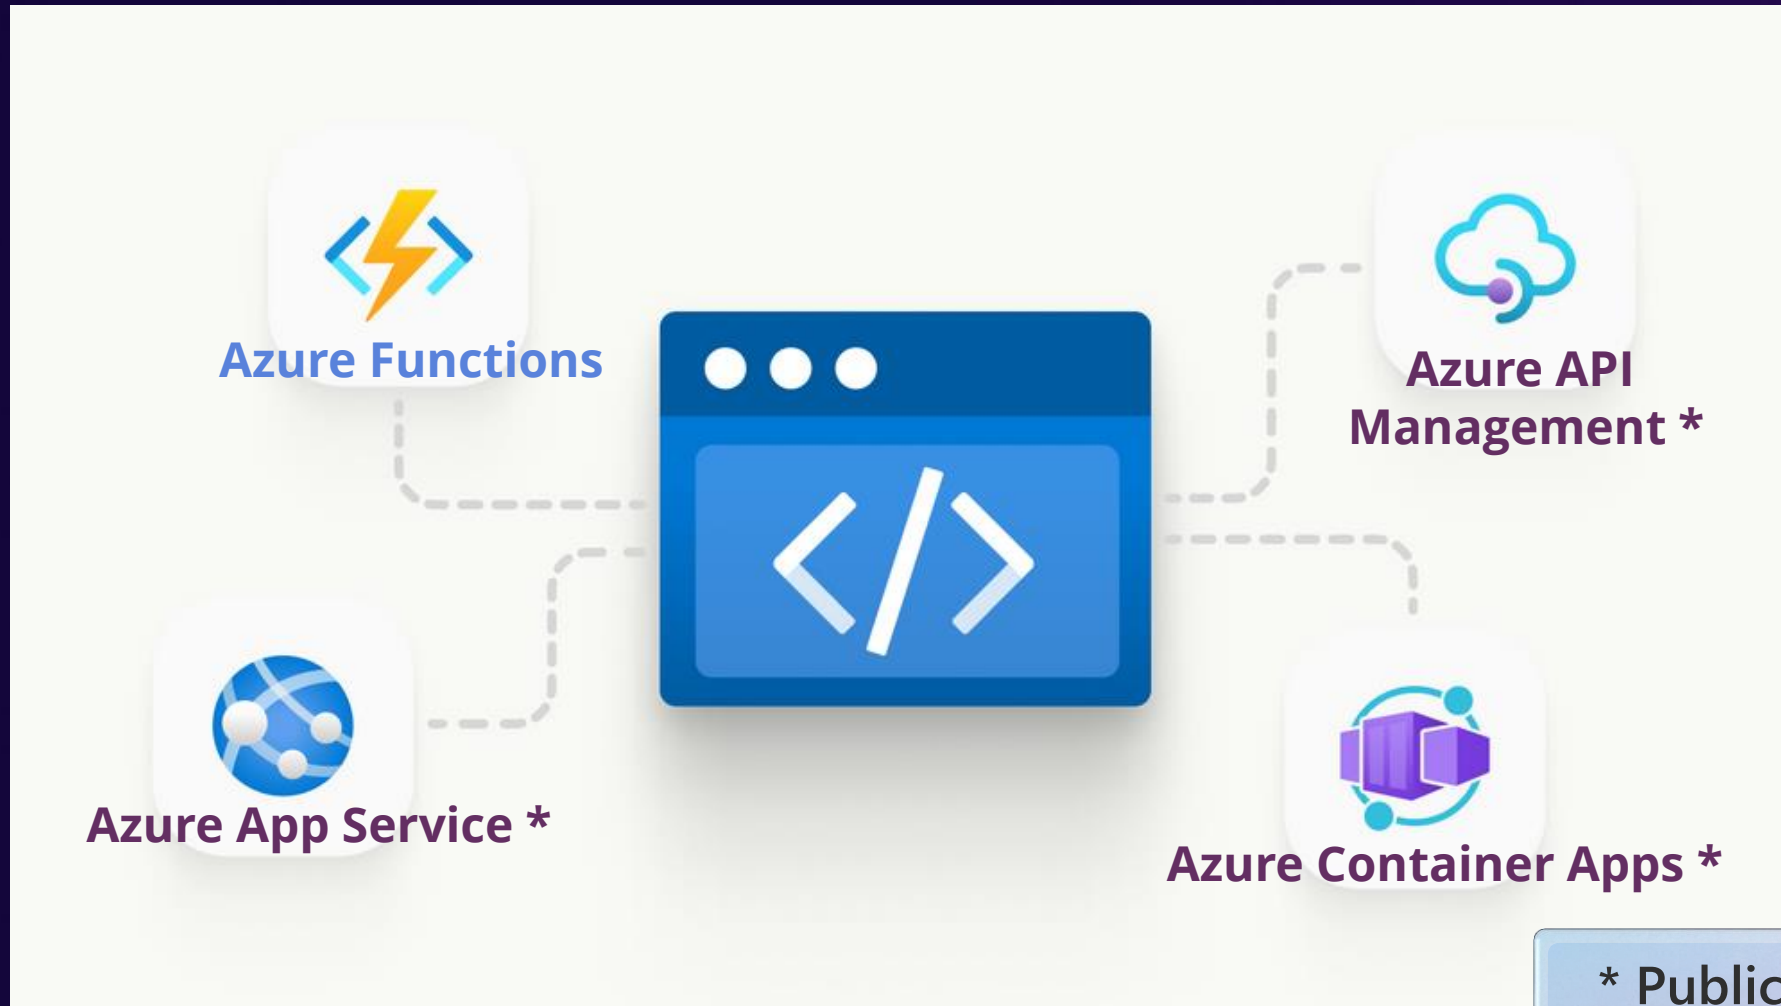 Azure Functions
Azure API
Management *
Azure App Service *
Azure Container Apps *
* Public